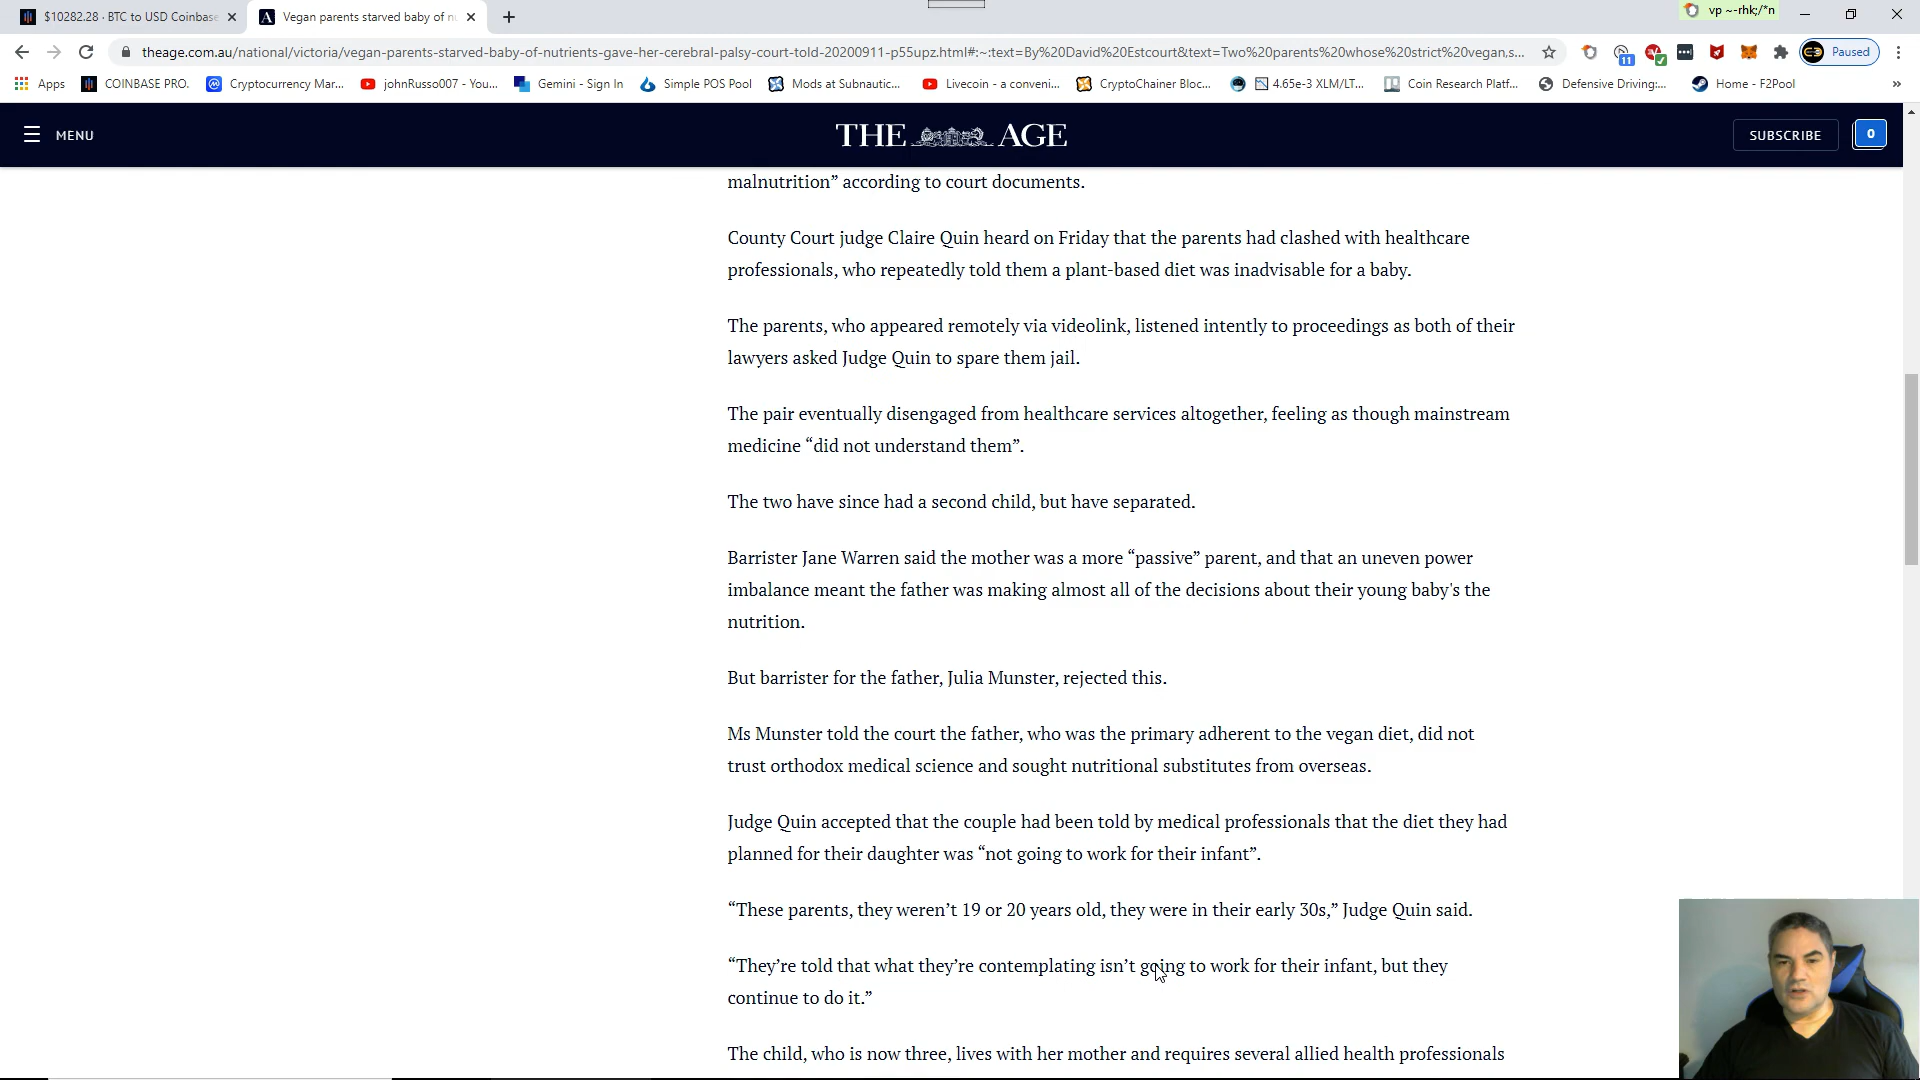 $10282.28 · BTC to USD Coinbase
Vegan parents starved baby of nu
vp ~-rhk;/*n
theage.com.au/national/victoria/vegan-parents-starved-baby-of-nutrients-gave-her-cerebral-palsy-court-told-20200911-p55upz.html#:~:text=By%20David%20Estcourt&text=Two%20parents%20whose%20strict%20vegan,s...
11
Paused
Apps
COINBASE PRO.
Cryptocurrency Mar...
johnRusso007 - You...
Gemini - Sign In
Simple POS Pool
Mods at Subnautic...
Livecoin - a conveni...
CryptoChainer Bloc...
4.65e-3 XLM/LT...
Coin Research Platf...
Defensive Driving:...
Home - F2Pool
»
MENU
THE AGE
SUBSCRIBE
0
malnutrition” according to court documents.
County Court judge Claire Quin heard on Friday that the parents had clashed with healthcare
professionals, who repeatedly told them a plant-based diet was inadvisable for a baby.
The parents, who appeared remotely via videolink, listened intently to proceedings as both of their
lawyers asked Judge Quin to spare them jail.
The pair eventually disengaged from healthcare services altogether, feeling as though mainstream
medicine “did not understand them”.
The two have since had a second child, but have separated.
Barrister Jane Warren said the mother was a more “passive” parent, and that an uneven power
imbalance meant the father was making almost all of the decisions about their young baby's the
nutrition.
But barrister for the father, Julia Munster, rejected this.
Ms Munster told the court the father, who was the primary adherent to the vegan diet, did not
trust orthodox medical science and sought nutritional substitutes from overseas.
Judge Quin accepted that the couple had been told by medical professionals that the diet they had
planned for their daughter was “not going to work for their infant”.
“These parents, they weren’t 19 or 20 years old, they were in their early 30s,” Judge Quin said.
“They’re told that what they’re contemplating isn’t going to work for their infant, but they
continue to do it.”
The child, who is now three, lives with her mother and requires several allied health professionals